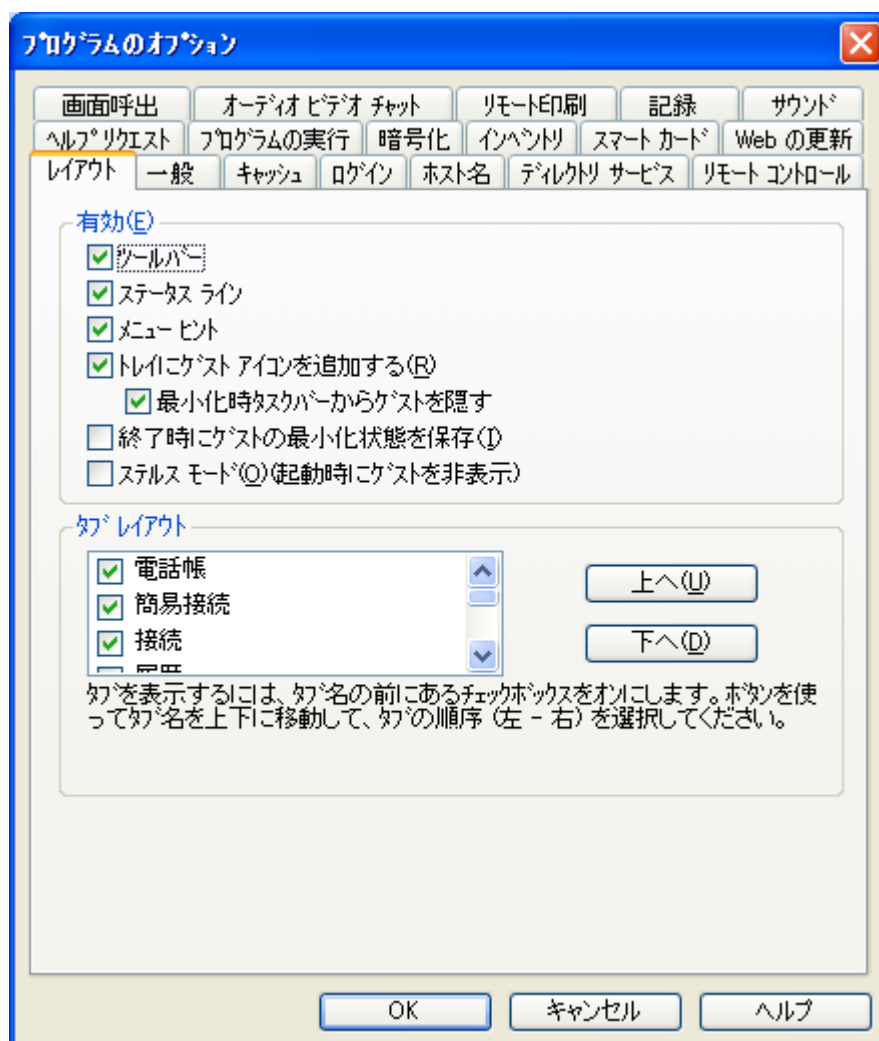 プログラムのオプション
画面呼出 オーディオ ビデオ チャット リモート印刷 記録 サウンド
ヘルプ リクエスト プログラムの実行 暗号化 インベントリ スマート カード Web の更新
レイアウト 一般 キャッシュ ログイン ホスト名 ディレクトリ サービス リモート コントロール
有効(E)
ツールバー
ステータス ライン
メニュー ヒント
トレイにゲスト アイコンを追加する(R)
最小化時タスクバーからゲストを隠す
終了時にゲストの最小化状態を保存(I)
ステルス モード(O)(起動時にゲストを非表示)
タブ レイアウト
電話帳
簡易接続
接続
履歴
上へ(U)
下へ(D)
タブを表示するには、タブ名の前にあるチェックボックスをオンにします。ボタンを使
ってタブ名を上下に移動して、タブの順序 (左 - 右) を選択してください。
OK キャンセル ヘルプ